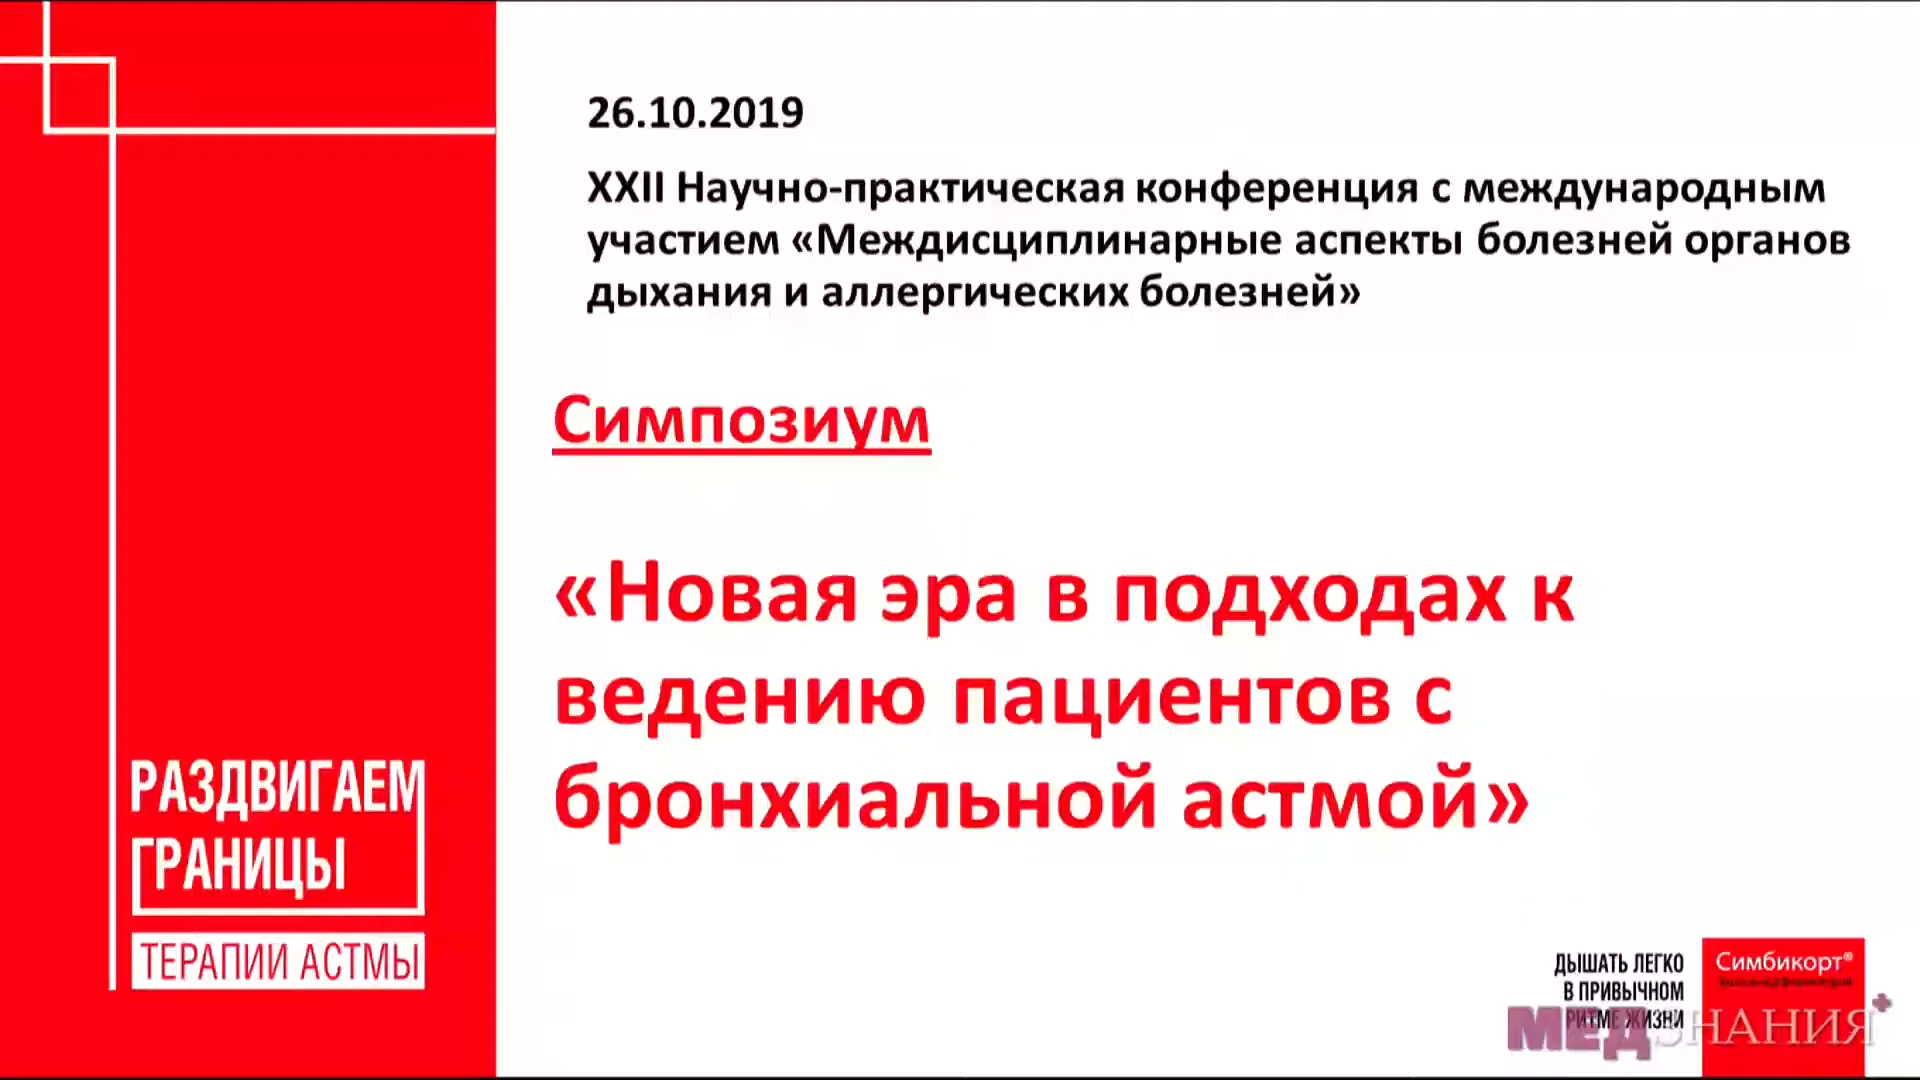 26.10.2019
XXII Научно-практическая конференция с международным
участием «Междисциплинарные аспекты болезней органов
дыхания и аллергических болезней»
Симпозиум
«Новая эра в подходах к
ведению пациентов с
бронхиальной астмой»
РАЗДВИГАЕМ
ГРАНИЦЫ
ТЕРАПИИ АСТМЫ
ДЫШАТЬ ЛЕГКО
В ПРИВЫЧНОМ
РИТМЕ ЖИЗНИ
Симбикорт®
МЕДЗНАНИЯ+